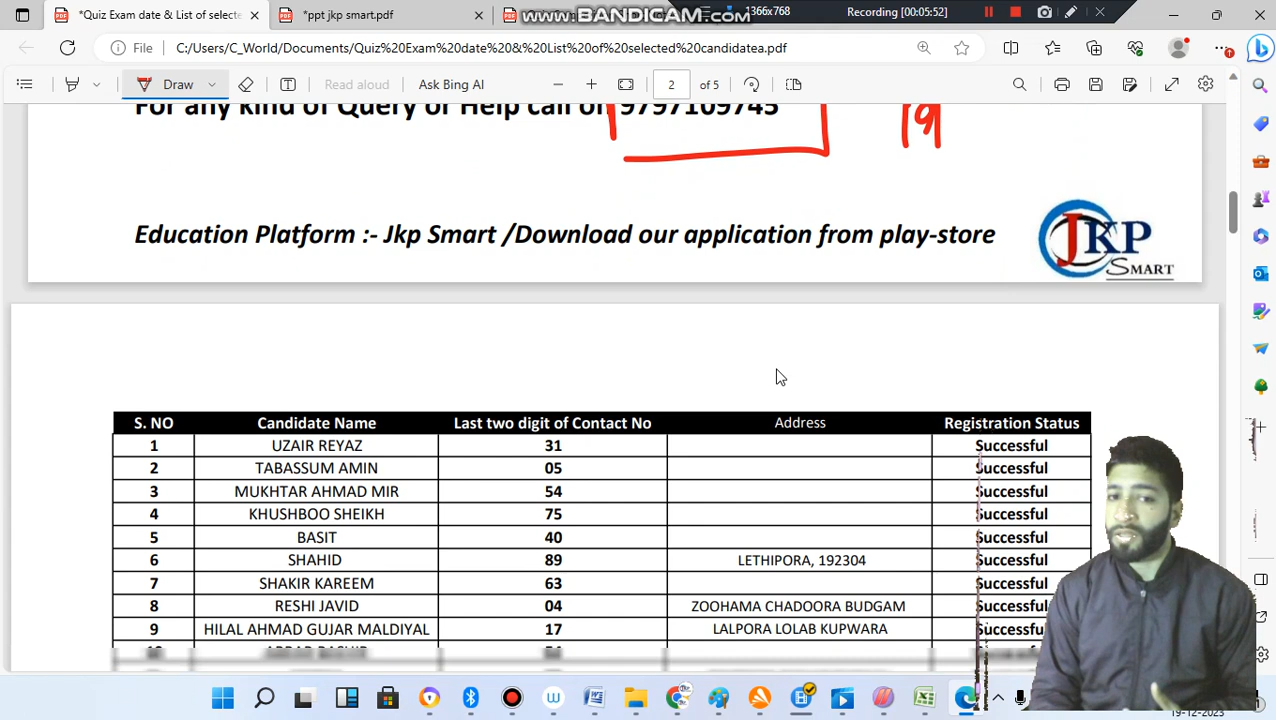 *Quiz Exam date & List of selecte
*ppt jkp smart.pdf
www.BANDICAM.com
1366x768
Recording [00:05:52]
File
C:/Users/C_World/Documents/Quiz%20Exam%20date%20&%20List%20of%20selected%20candidatea.pdf
Draw
Read aloud
Ask Bing AI
2 of 5
For any kind of Query or Help call on 9797109745
Education Platform :- Jkp Smart /Download our application from play-store
JKP SMART
S. NO Candidate Name Last two digit of Contact No Address Registration Status
1 UZAIR REYAZ 31 Successful
2 TABASSUM AMIN 05 Successful
3 MUKHTAR AHMAD MIR 54 Successful
4 KHUSHBOO SHEIKH 75 Successful
5 BASIT 40 Successful
6 SHAHID 89 LETHIPORA, 192304 Successful
7 SHAKIR KAREEM 63 Successful
8 RESHI JAVID 04 ZOOHAMA CHADOORA BUDGAM Successful
9 HILAL AHMAD GUJAR MALDIYAL 17 LALPORA LOLAB KUPWARA Successful
19-12-2023